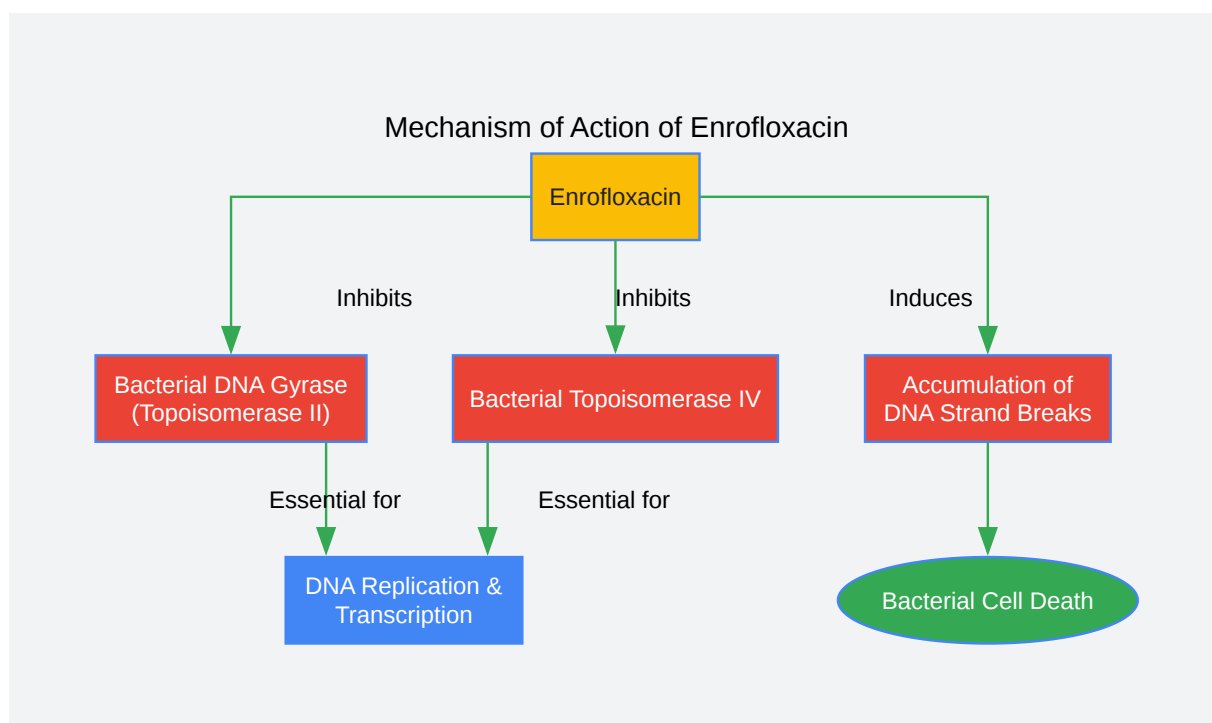 Mechanism of Action of Enrofloxacin
Enrofloxacin
Inhibits
Inhibits
Induces
Bacterial DNA Gyrase
(Topoisomerase II)
Bacterial Topoisomerase IV
Accumulation of
DNA Strand Breaks
Essential for
Essential for
DNA Replication &
Transcription
Bacterial Cell Death